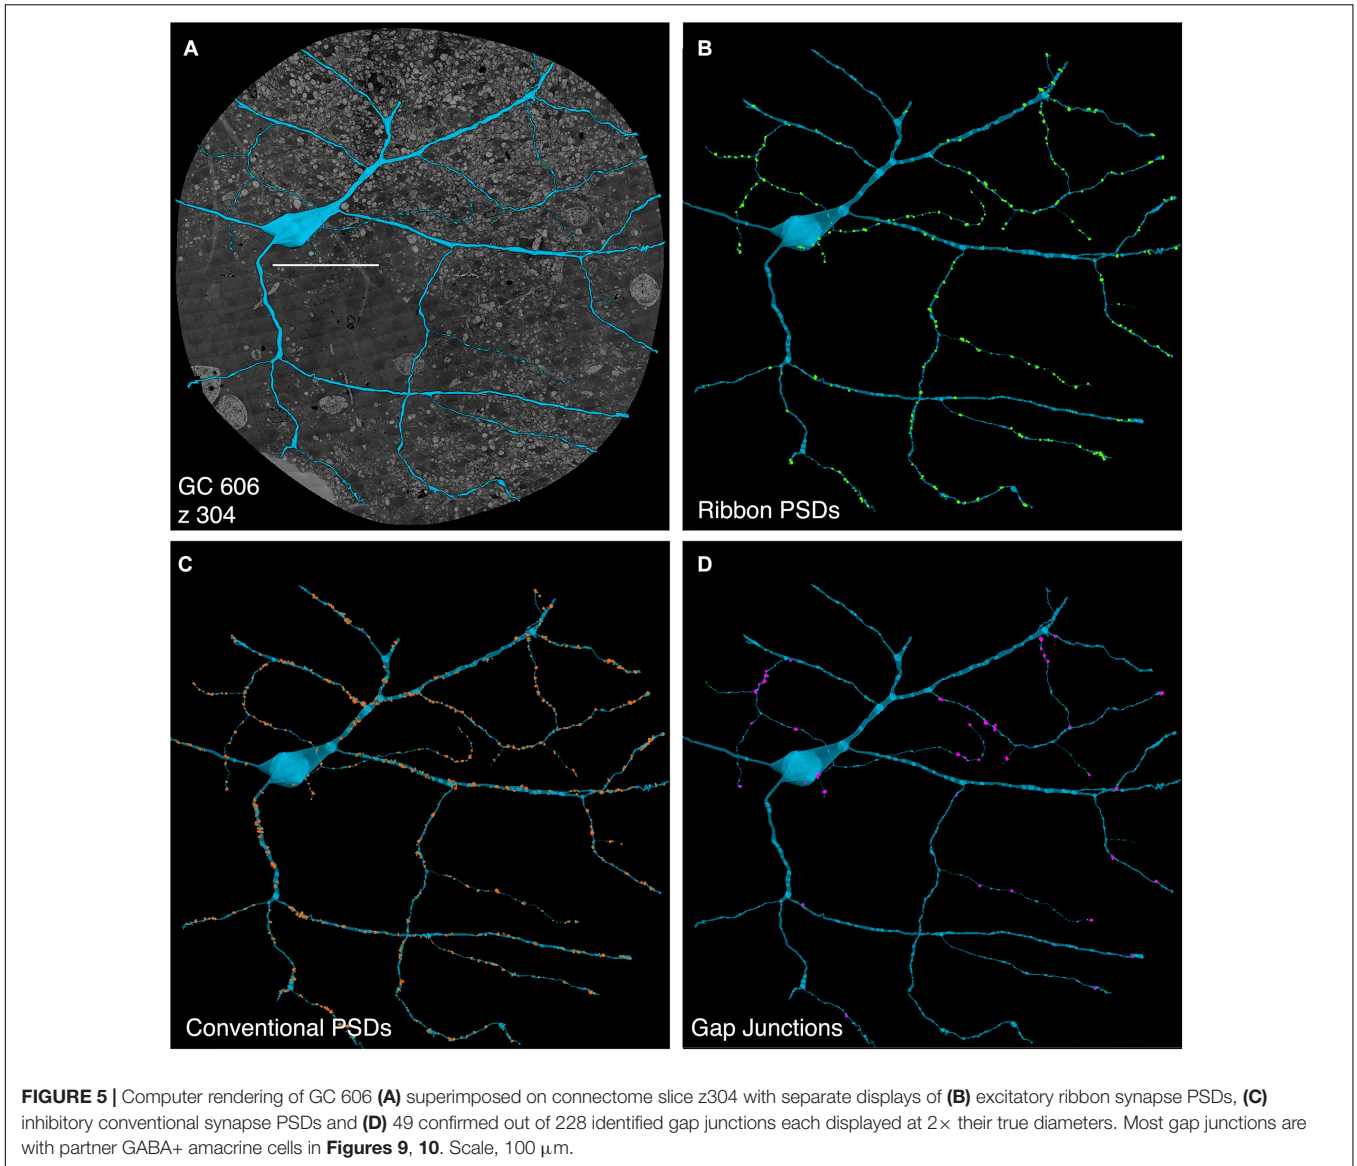 A
GC 606
z 304
B
Ribbon PSDs
C
Conventional PSDs
D
Gap Junctions
FIGURE 5 | Computer rendering of GC 606 (A) superimposed on connectome slice z304 with separate displays of (B) excitatory ribbon synapse PSDs, (C)
inhibitory conventional synapse PSDs and (D) 49 confirmed out of 228 identified gap junctions each displayed at 2× their true diameters. Most gap junctions are
with partner GABA+ amacrine cells in Figures 9, 10. Scale, 100 μm.